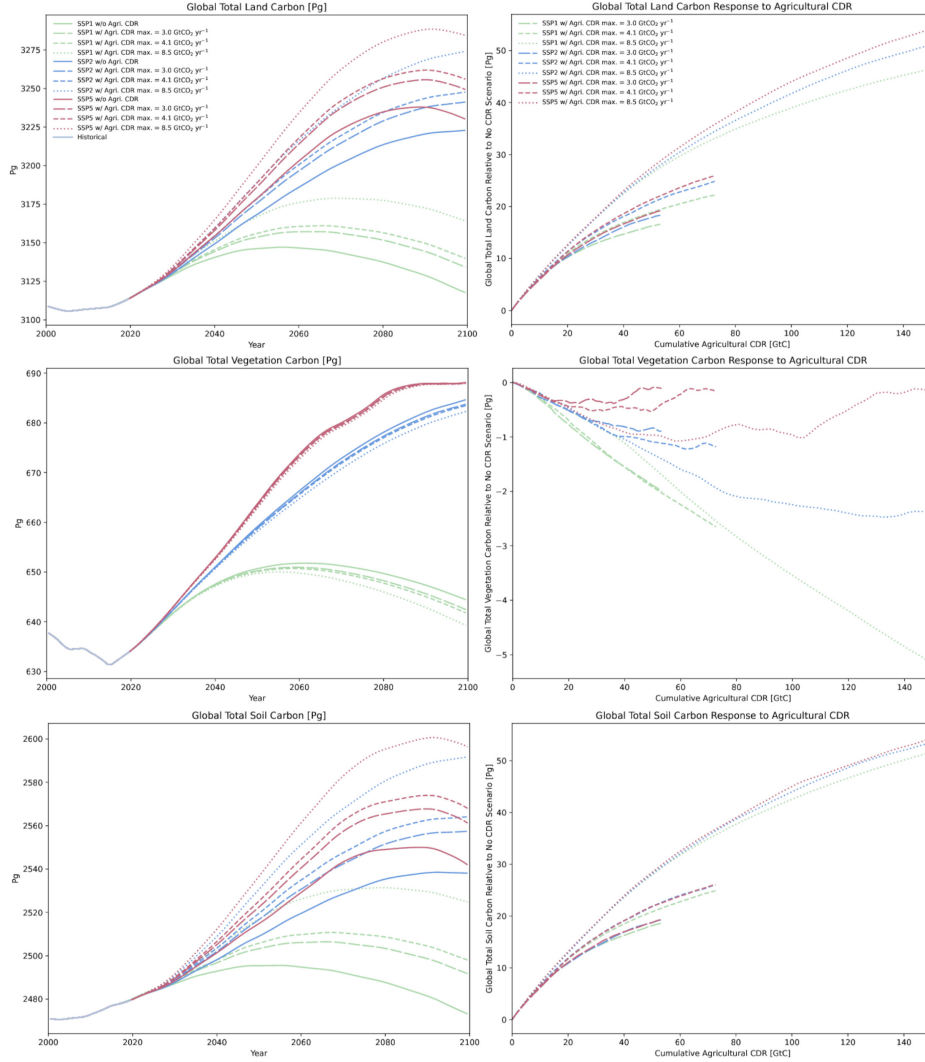 Global Total Land Carbon [Pg]
Pg
3275
3250
3225
3200
3175
3150
3125
3100
SSP1 w/o Agri. CDR
SSP1 w/ Agri. CDR max. = 3.0 GtCO₂ yr⁻¹
SSP1 w/ Agri. CDR max. = 4.1 GtCO₂ yr⁻¹
SSP1 w/ Agri. CDR max. = 8.5 GtCO₂ yr⁻¹
SSP2 w/o Agri. CDR
SSP2 w/ Agri. CDR max. = 3.0 GtCO₂ yr⁻¹
SSP2 w/ Agri. CDR max. = 4.1 GtCO₂ yr⁻¹
SSP2 w/ Agri. CDR max. = 8.5 GtCO₂ yr⁻¹
SSP5 w/o Agri. CDR
SSP5 w/ Agri. CDR max. = 3.0 GtCO₂ yr⁻¹
SSP5 w/ Agri. CDR max. = 4.1 GtCO₂ yr⁻¹
SSP5 w/ Agri. CDR max. = 8.5 GtCO₂ yr⁻¹
Historical
2000 2020 2040 2060 2080 2100
Year
Global Total Land Carbon Response to Agricultural CDR
Global Total Land Carbon Relative to No CDR Scenario [Pg]
50
40
30
20
10
0
SSP1 w/ Agri. CDR max. = 3.0 GtCO₂ yr⁻¹
SSP1 w/ Agri. CDR max. = 4.1 GtCO₂ yr⁻¹
SSP1 w/ Agri. CDR max. = 8.5 GtCO₂ yr⁻¹
SSP2 w/ Agri. CDR max. = 3.0 GtCO₂ yr⁻¹
SSP2 w/ Agri. CDR max. = 4.1 GtCO₂ yr⁻¹
SSP2 w/ Agri. CDR max. = 8.5 GtCO₂ yr⁻¹
SSP5 w/ Agri. CDR max. = 3.0 GtCO₂ yr⁻¹
SSP5 w/ Agri. CDR max. = 4.1 GtCO₂ yr⁻¹
SSP5 w/ Agri. CDR max. = 8.5 GtCO₂ yr⁻¹
0 20 40 60 80 100 120 140
Cumulative Agricultural CDR [GtC]
Global Total Vegetation Carbon [Pg]
Pg
690
680
670
660
650
640
630
2000 2020 2040 2060 2080 2100
Year
Global Total Vegetation Carbon Response to Agricultural CDR
Global Total Vegetation Carbon Relative to No CDR Scenario [Pg]
0
−1
−2
−3
−4
−5
0 20 40 60 80 100 120 140
Cumulative Agricultural CDR [GtC]
Global Total Soil Carbon [Pg]
Pg
2600
2580
2560
2540
2520
2500
2480
2000 2020 2040 2060 2080 2100
Year
Global Total Soil Carbon Response to Agricultural CDR
Global Total Soil Carbon Relative to No CDR Scenario [Pg]
50
40
30
20
10
0
0 20 40 60 80 100 120 140
Cumulative Agricultural CDR [GtC]